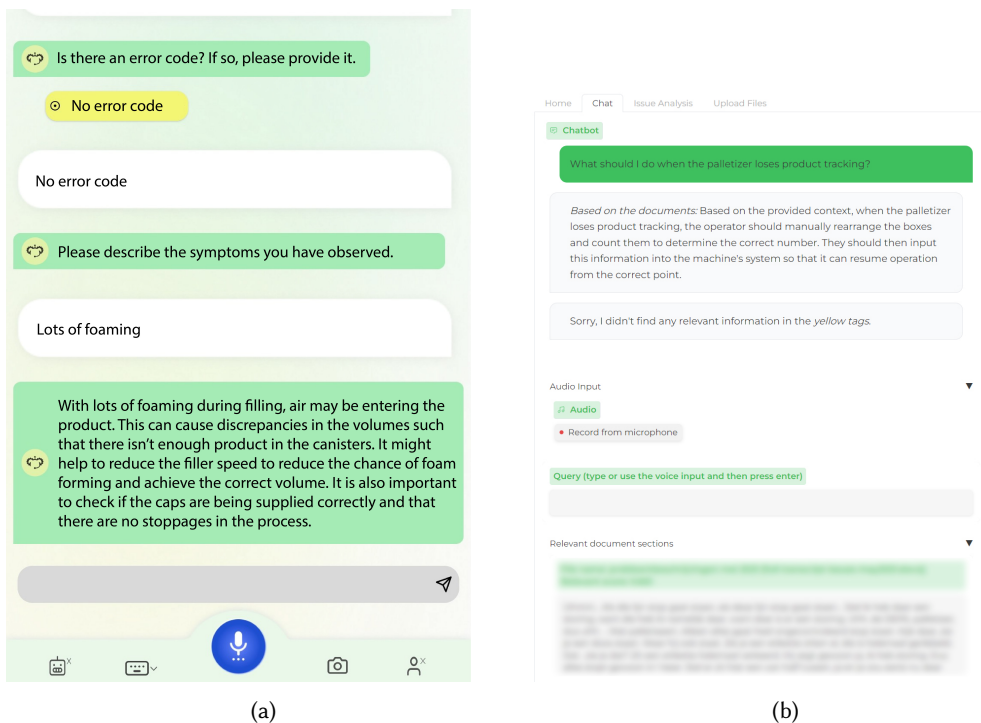 Is there an error code? If so, please provide it.
No error code
No error code
Please describe the symptoms you have observed.
Lots of foaming
With lots of foaming during filling, air may be entering the
product. This can cause discrepancies in the volumes such
that there isn't enough product in the canisters. It might
help to reduce the filler speed to reduce the chance of foam
forming and achieve the correct volume. It is also important
to check if the caps are being supplied correctly and that
there are no stoppages in the process.
(a)
Home Chat Issue Analysis Upload Files
Chatbot
What should I do when the palletizer loses product tracking?
Based on the documents: Based on the provided context, when the palletizer
loses product tracking, the operator should manually rearrange the boxes
and count them to determine the correct number. They should then input
this information into the machine's system so that it can resume operation
from the correct point.
Sorry, I didn't find any relevant information in the yellow tags.
Audio Input
Audio
Record from microphone
Query (type or use the voice input and then press enter)
Relevant document sections
(b)